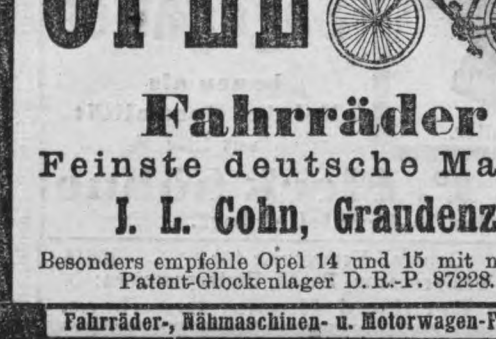 OPEL
Fahrräder
Feinste deutsche Ma
J. L. Cohn, Graudenz
Besonders empfehle Opel 14 und 15 mit n
Patent-Glockenlager D. R.-P. 87228.
Fahrräder-, Nähmaschinen- u. Motorwagen-F